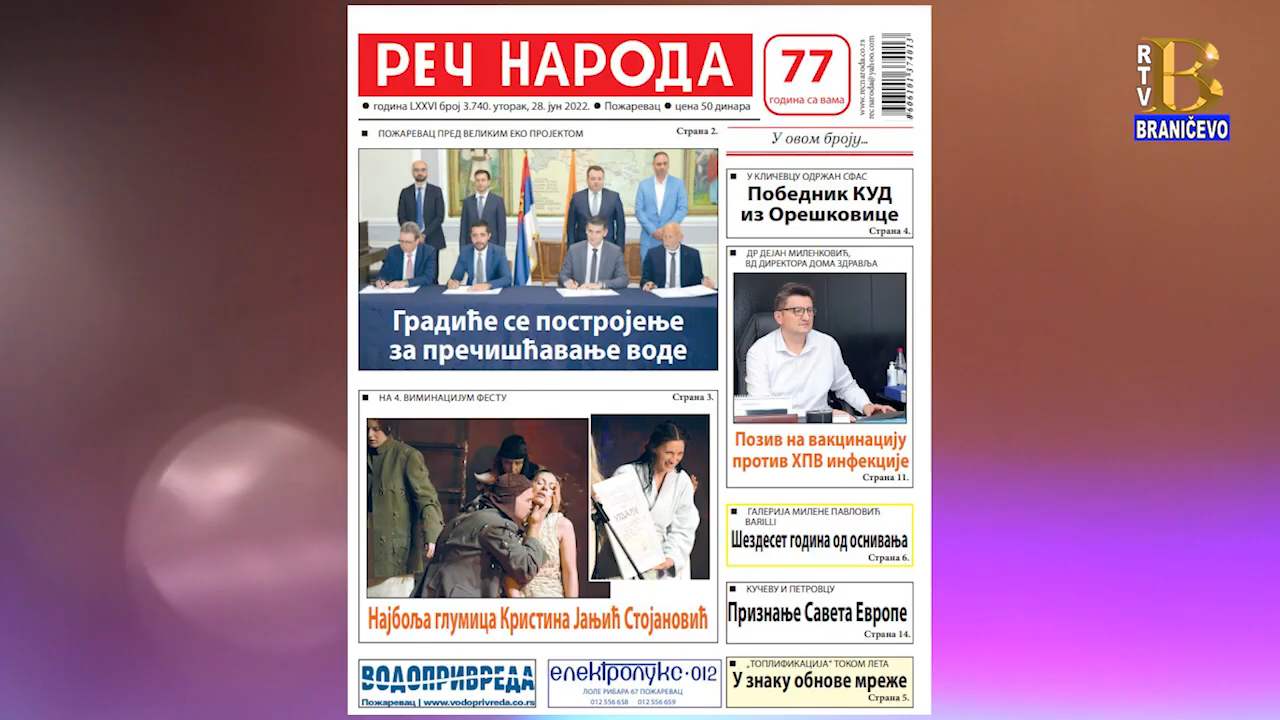 РЕЧ НАРОДА
77
година са вама
www.recnaroda.co.rs
recnaroda@yahoo.com
● година LXXVI број 3.740. уторак, 28. јун 2022. ● Пожаревац ● цена 50 динара
RTV
B
BRANIČEVO
■ ПОЖАРЕВАЦ ПРЕД ВЕЛИКИМ ЕКО ПРОЈЕКТОМ
Страна 2.
Градиће се постројење
за пречишћавање воде
■ НА 4. ВИМИНАЦИЈУМ ФЕСТУ
Страна 3.
Најбоља глумица Кристина Јањић Стојановић
ВОДОПРИВРЕДА
Пожаревац | www.vodoprivreda.co.rs
електролукс·012
ЛОЛЕ РИБАРА 67 ПОЖАРЕВАЦ
012 556 658 012 556 659
У овом броју...
■ У КЛИЧЕВЦУ ОДРЖАН СФАС
Победник КУД
из Орешковице
Страна 4.
■ ДР ДЕЈАН МИЛЕНКОВИЋ,
ВД ДИРЕКТОРА ДОМА ЗДРАВЉА
Позив на вакцинацију
против ХПВ инфекције
Страна 11.
■ ГАЛЕРИЈА МИЛЕНЕ ПАВЛОВИЋ
BARILLI
Шездесет година од оснивања
Страна 6.
■ КУЧЕВУ И ПЕТРОВЦУ
Признање Савета Европе
Страна 14.
■ „ТОПЛИФИКАЦИЈА“ ТОКОМ ЛЕТА
У знаку обнове мреже
Страна 5.